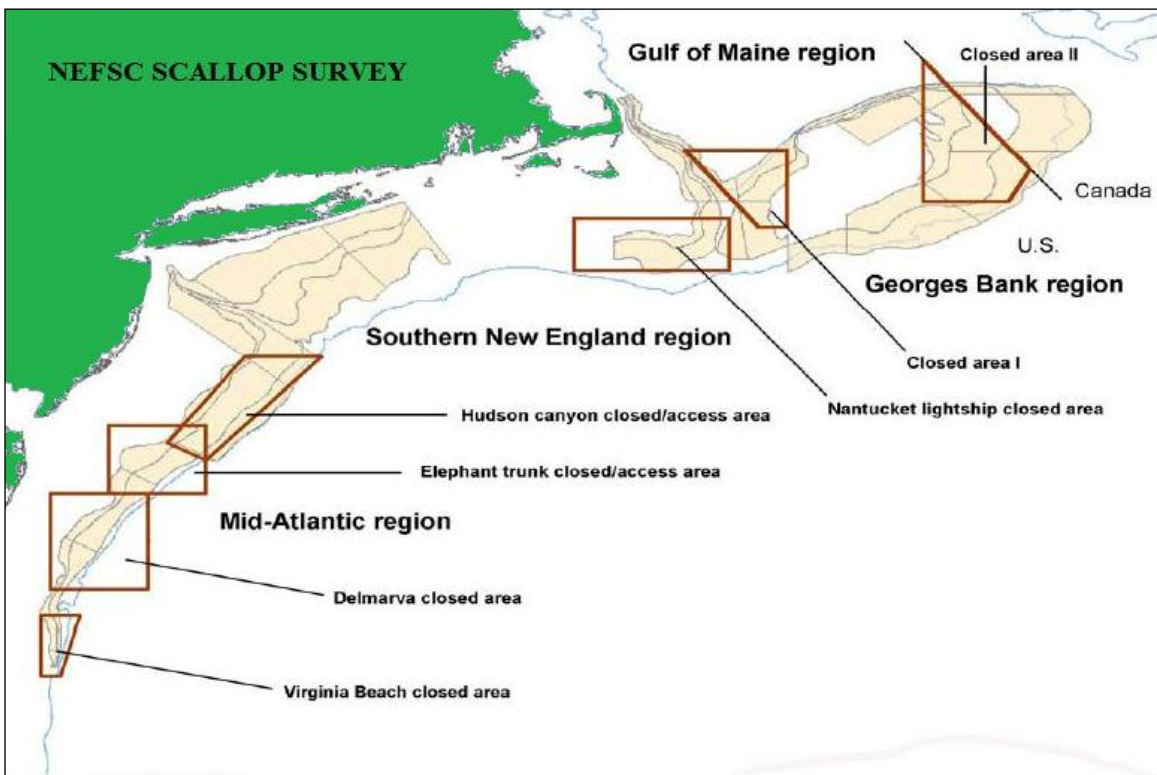 NEFSC SCALLOP SURVEY
Gulf of Maine region
Closed area II
Canada
U.S.
Georges Bank region
Southern New England region
Closed area I
Nantucket lightship closed area
Hudson canyon closed/access area
Elephant trunk closed/access area
Mid-Atlantic region
Delmarva closed area
Virginia Beach closed area